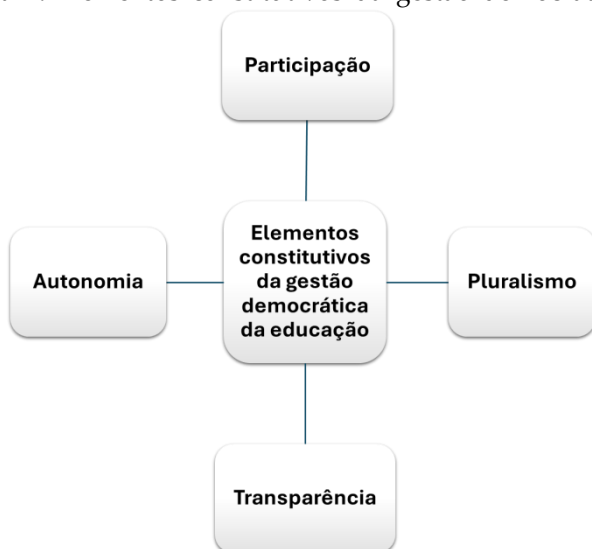 Participação
Elementos
constitutivos
da gestão
democrática
da educação
Autonomia
Pluralismo
Transparência